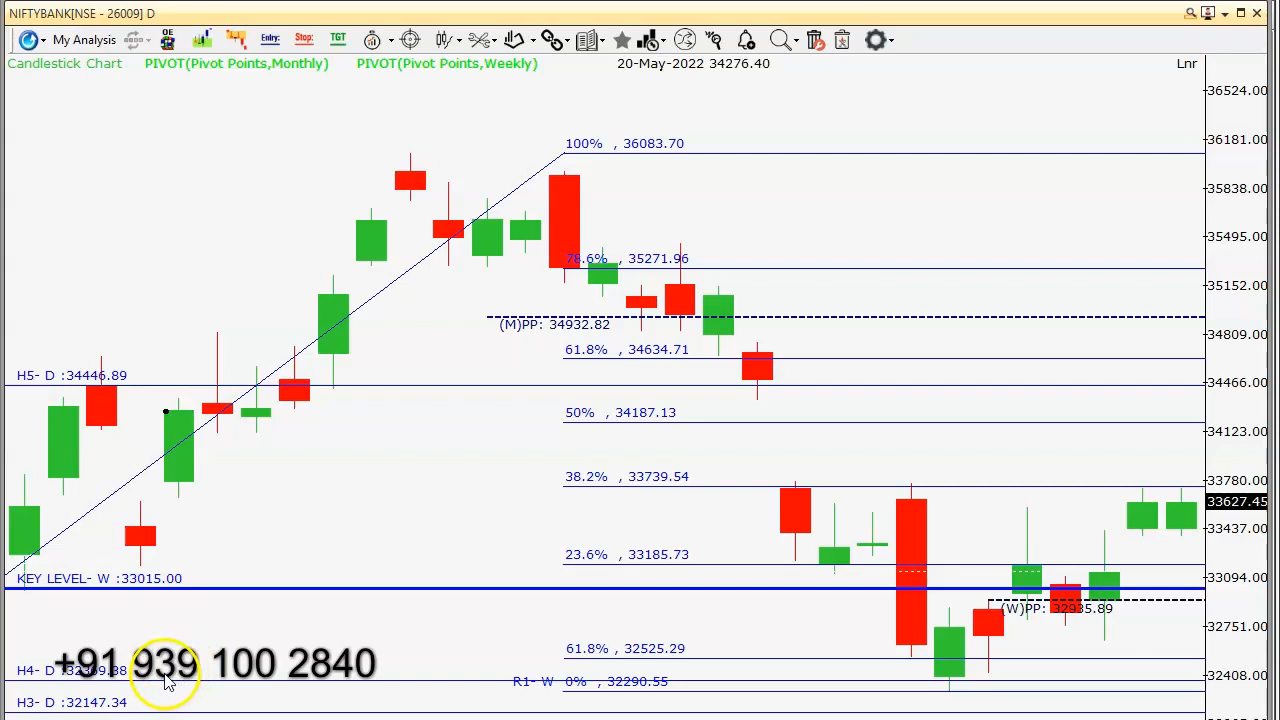 NIFTYBANK[NSE - 26009] D
My Analysis OE Entry: Stop: TGT
Candlestick Chart PIVOT(Pivot Points,Monthly) PIVOT(Pivot Points,Weekly) 20-May-2022 34276.40 Lnr
36524.00
100% , 36083.70
36181.00
35838.00
35495.00
78.6% , 35271.96
35152.00
(M)PP: 34932.82
34809.00
61.8% , 34634.71
H5- D :34446.89
34466.00
50% , 34187.13
34123.00
38.2% , 33739.54
33780.00
33627.45
33437.00
23.6% , 33185.73
KEY LEVEL- W :33015.00
33094.00
(W)PP: 32935.89
32751.00
61.8% , 32525.29
+91 939 100 2840
H4- D :32369.38
32408.00
R1- W 0% , 32290.55
H3- D :32147.34